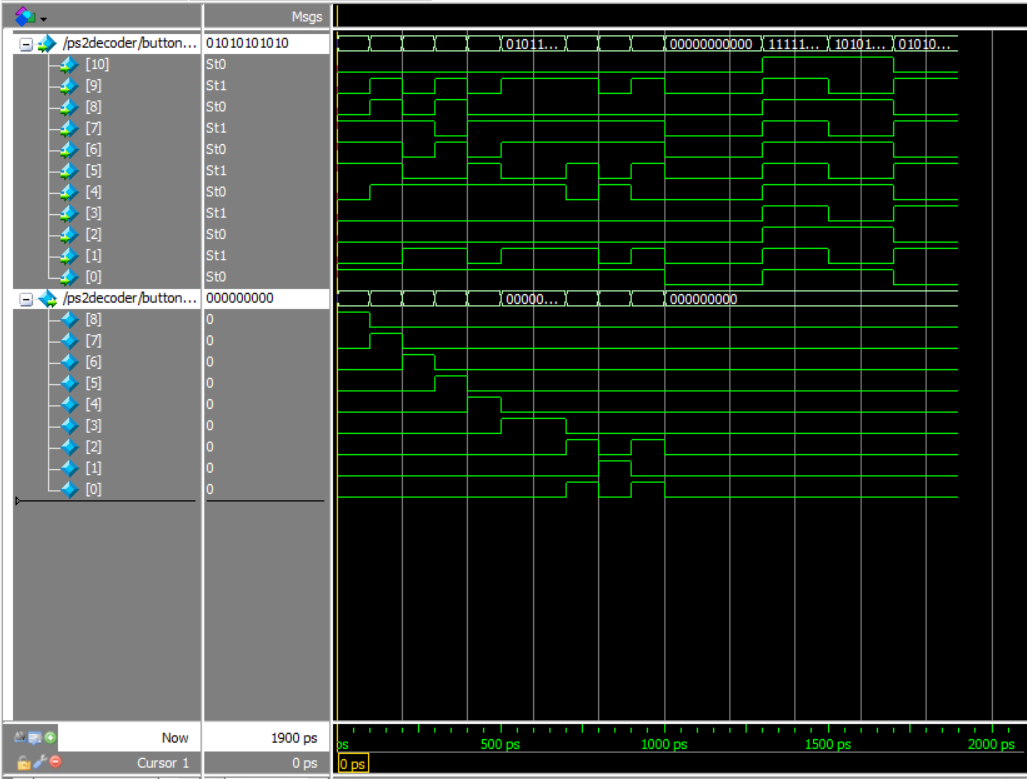 Msgs
/ps2decoder/button... 01010101010 01011... 00000000000 11111... 10101... 01010...
[10] St0
[9] St1
[8] St0
[7] St1
[6] St0
[5] St1
[4] St0
[3] St1
[2] St0
[1] St1
[0] St0
/ps2decoder/button... 000000000 00000... 000000000
[8] 0
[7] 0
[6] 0
[5] 0
[4] 0
[3] 0
[2] 0
[1] 0
[0] 0
Now 1900 ps ps 500 ps 1000 ps 1500 ps 2000 ps
Cursor 1 0 ps 0 ps